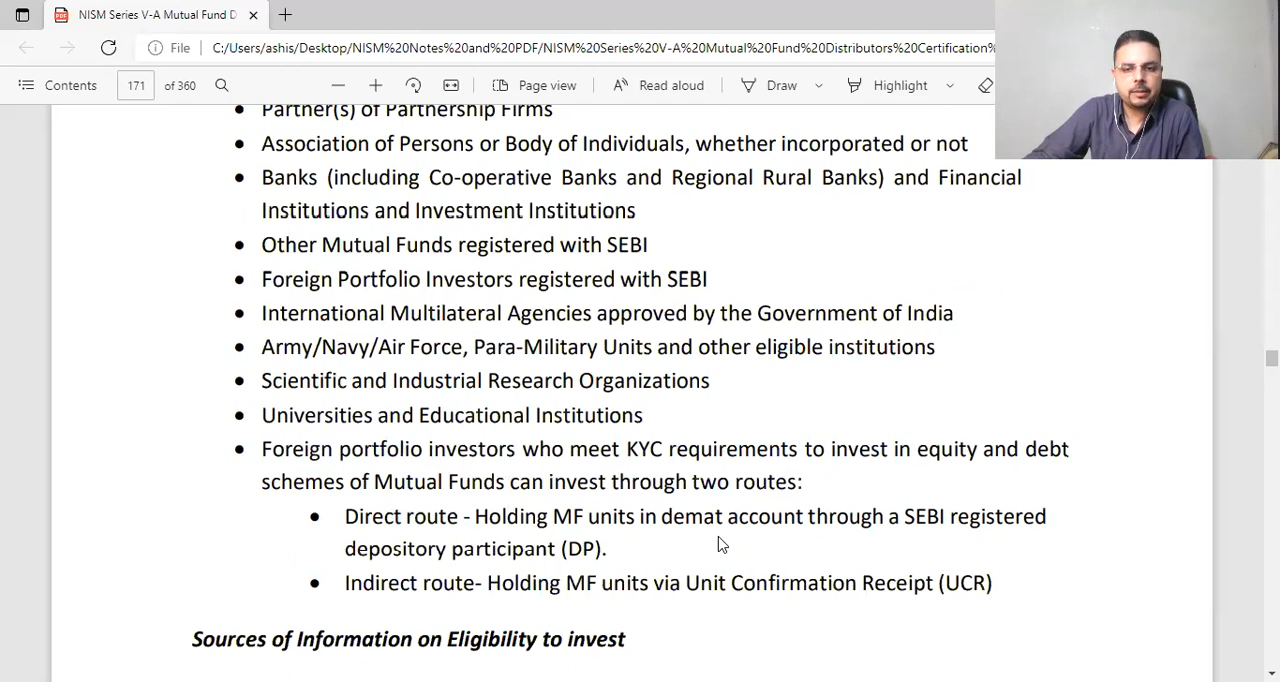 NISM Series V-A Mutual Fund D
File
C:/Users/ashis/Desktop/NISM%20Notes%20and%20PDF/NISM%20Series%20V-A%20Mutual%20Fund%20Distributors%20Certification%
Contents
171 of 360
Page view
Read aloud
Draw
Highlight
• Partner(s) of Partnership Firms
• Association of Persons or Body of Individuals, whether incorporated or not
• Banks (including Co-operative Banks and Regional Rural Banks) and Financial
Institutions and Investment Institutions
• Other Mutual Funds registered with SEBI
• Foreign Portfolio Investors registered with SEBI
• International Multilateral Agencies approved by the Government of India
• Army/Navy/Air Force, Para-Military Units and other eligible institutions
• Scientific and Industrial Research Organizations
• Universities and Educational Institutions
• Foreign portfolio investors who meet KYC requirements to invest in equity and debt
schemes of Mutual Funds can invest through two routes:
• Direct route - Holding MF units in demat account through a SEBI registered
depository participant (DP).
• Indirect route- Holding MF units via Unit Confirmation Receipt (UCR)
Sources of Information on Eligibility to invest